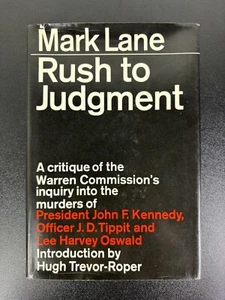 Mark Lane
Rush to
Judgment
A critique of the
Warren Commission's
inquiry into the
murders of
President John F. Kennedy,
Officer J. D. Tippit and
Lee Harvey Oswald
Introduction by
Hugh Trevor-Roper